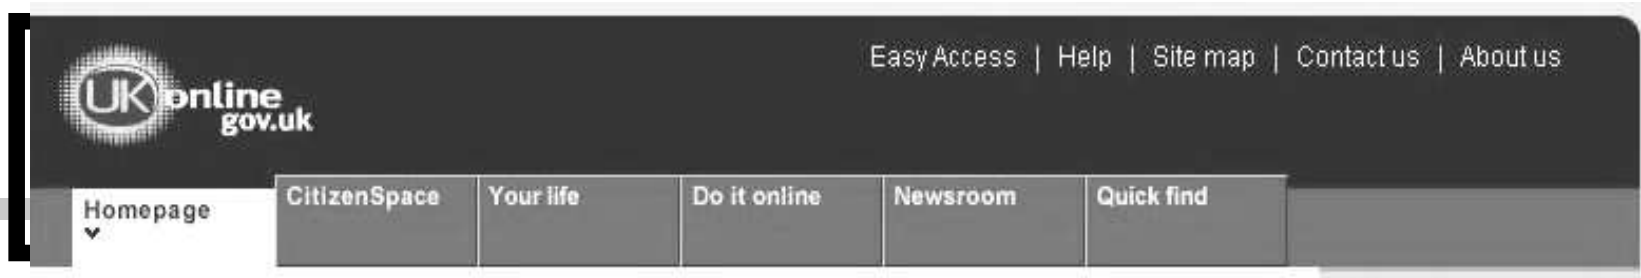 Easy Access | Help | Site map | Contact us | About us
UK online
gov.uk
Homepage
CitizenSpace
Your life
Do it online
Newsroom
Quick find